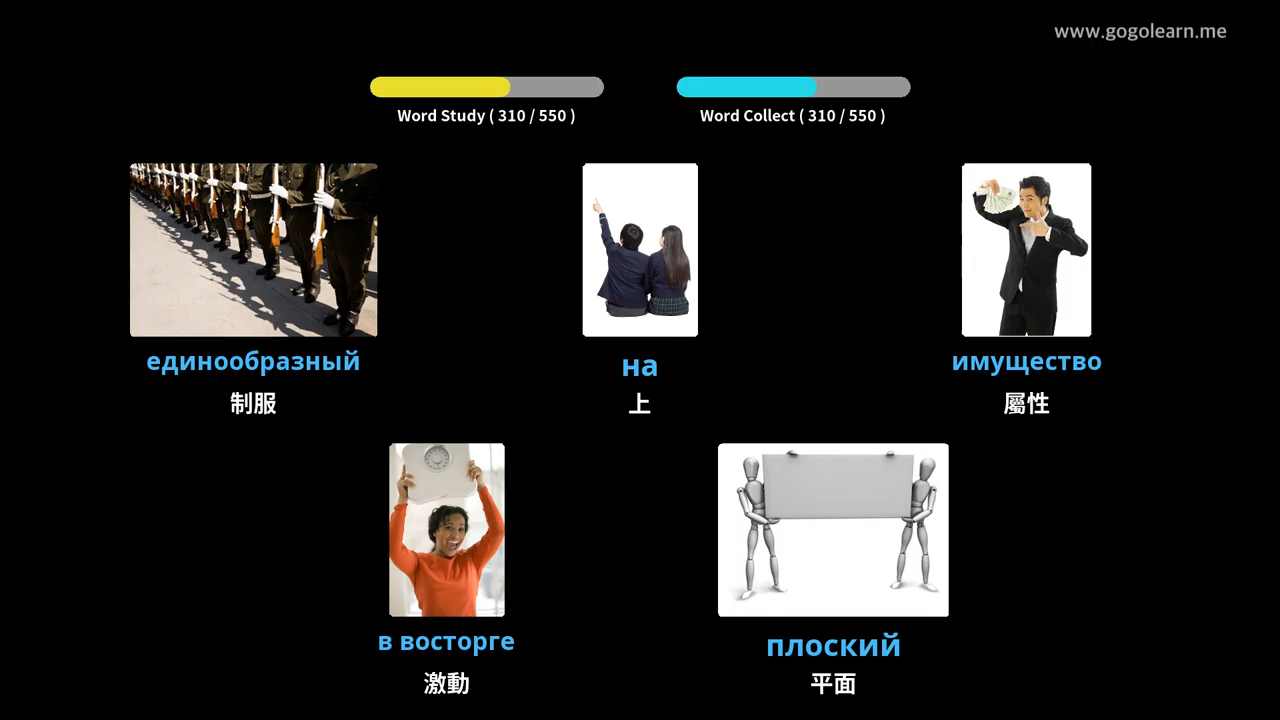 www.gogolearn.me
Word Study ( 310 / 550 )
Word Collect ( 310 / 550 )
единообразный
制服
на
上
имущество
屬性
в восторге
激動
плоский
平面